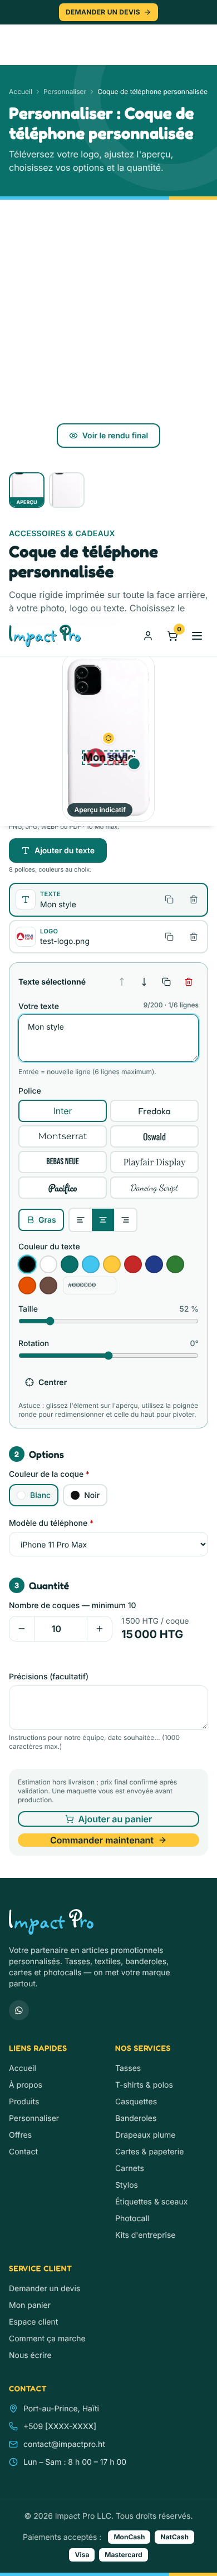 DEMANDER UN DEVIS →
Accueil > Personnaliser > Coque de téléphone personnalisée
Personnaliser : Coque de
téléphone personnalisée
Téléversez votre logo, ajustez l'aperçu,
choisissez vos options et la quantité.
Voir le rendu final
APERÇU
ACCESSOIRES & CADEAUX
Coque de téléphone
personnalisée
Coque rigide imprimée sur toute la face arrière,
à votre photo, logo ou texte. Choisissez le
Impact Pro
0
Mon style
Aperçu indicatif
PNG, JPG, WEBP ou PDF · 10 Mo max.
Ajouter du texte
8 polices, couleurs au choix.
TEXTE
Mon style
LOGO
test-logo.png
Texte sélectionné
Votre texte 9/200 · 1/6 lignes
Mon style
Entrée = nouvelle ligne (6 lignes maximum).
Police
Inter Fredoka
Montserrat Oswald
BEBAS NEUE Playfair Display
Pacifico Dancing Script
B Gras
Couleur du texte
#000000
Taille 52 %
Rotation 0°
Centrer
Astuce : glissez l'élément sur l'aperçu, utilisez la poignée
ronde pour redimensionner et celle du haut pour pivoter.
2 Options
Couleur de la coque *
Blanc Noir
Modèle du téléphone *
iPhone 11 Pro Max
3 Quantité
Nombre de coques — minimum 10
− 10 + 1 500 HTG / coque
15 000 HTG
Précisions (facultatif)
Instructions pour notre équipe, date souhaitée… (1000
caractères max.)
Estimation hors livraison ; prix final confirmé après
validation. Une maquette vous est envoyée avant
production.
Ajouter au panier
Commander maintenant →
Impact Pro
Votre partenaire en articles promotionnels
personnalisés. Tasses, textiles, banderoles,
cartes et photocalls — on met votre marque
partout.
LIENS RAPIDES
Accueil
À propos
Produits
Personnaliser
Offres
Contact
NOS SERVICES
Tasses
T-shirts & polos
Casquettes
Banderoles
Drapeaux plume
Cartes & papeterie
Carnets
Stylos
Étiquettes & sceaux
Photocall
Kits d'entreprise
SERVICE CLIENT
Demander un devis
Mon panier
Espace client
Comment ça marche
Nous écrire
CONTACT
Port-au-Prince, Haïti
+509 [XXXX-XXXX]
contact@impactpro.ht
Lun – Sam : 8 h 00 – 17 h 00
© 2026 Impact Pro LLC. Tous droits réservés.
Paiements acceptés : MonCash NatCash
Visa Mastercard